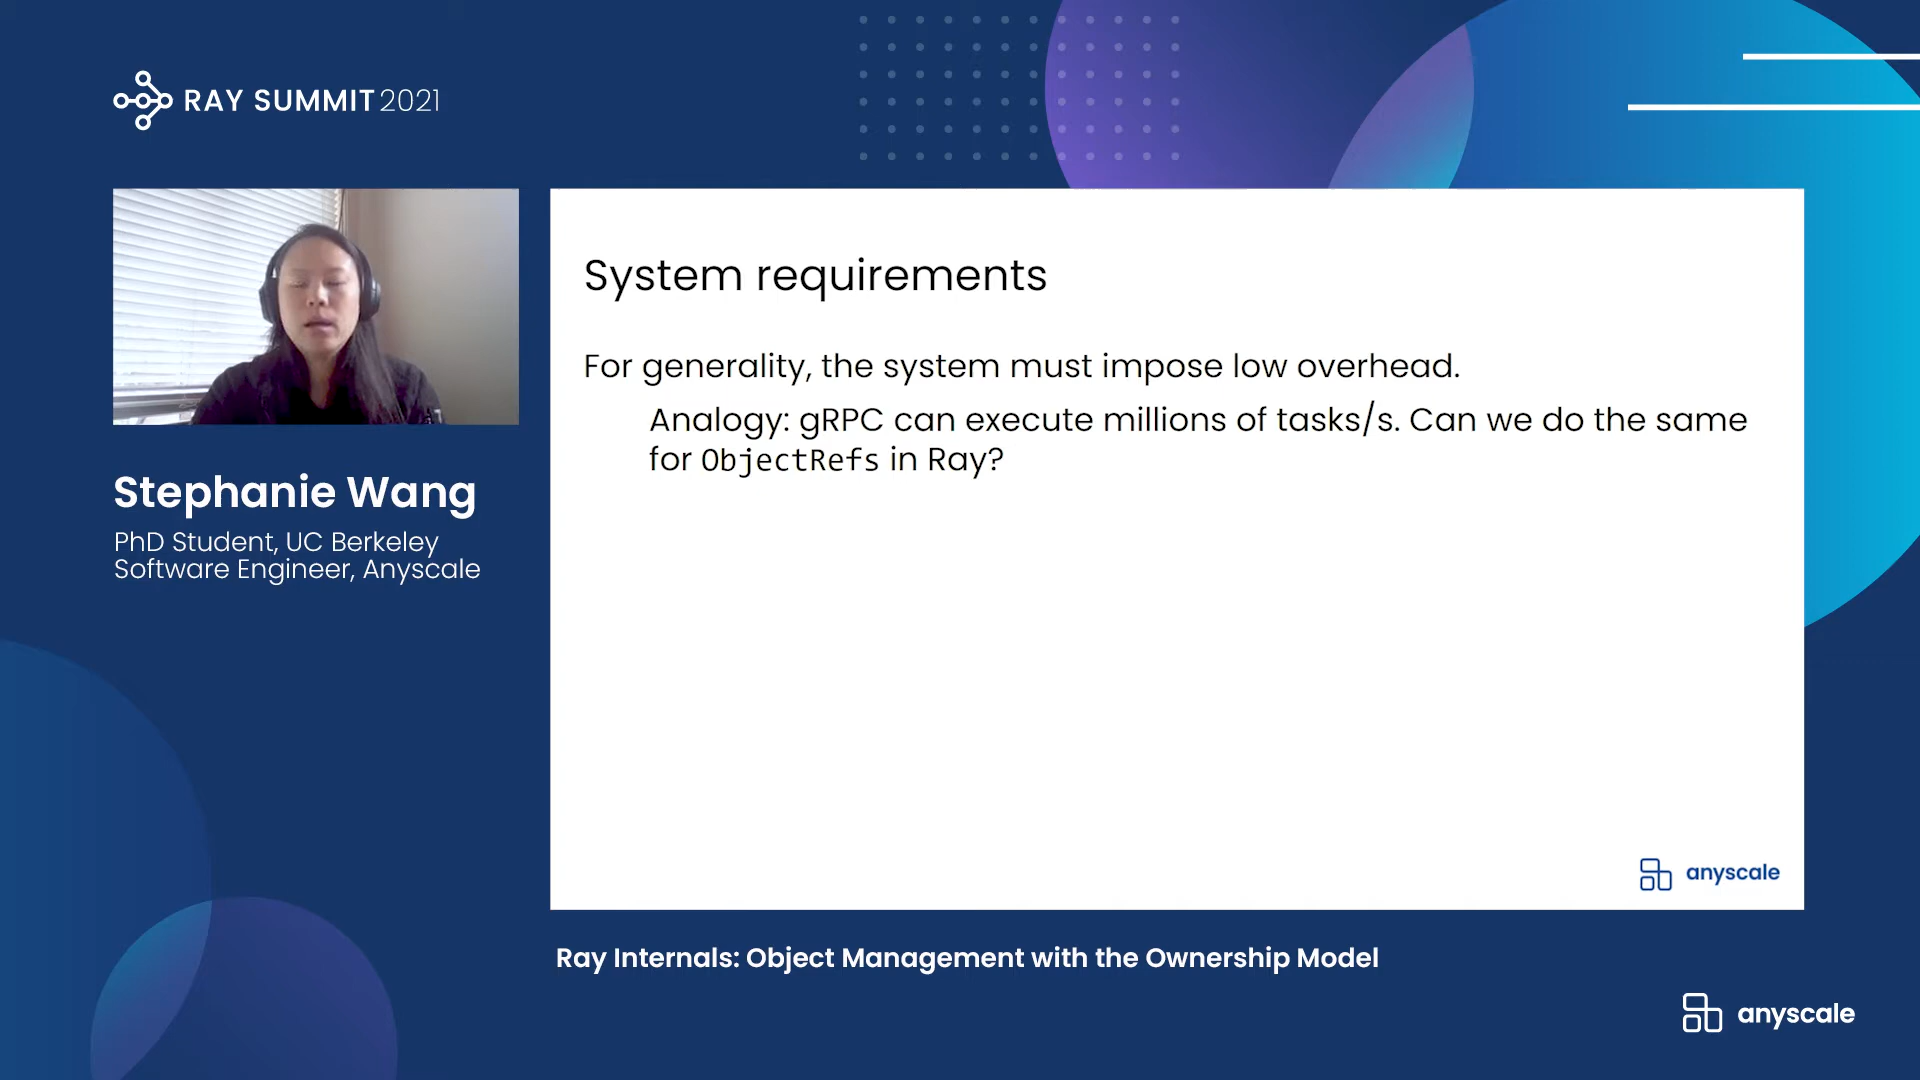 RAY SUMMIT 2021
Stephanie Wang
PhD Student, UC Berkeley
Software Engineer, Anyscale
System requirements
For generality, the system must impose low overhead.
Analogy: gRPC can execute millions of tasks/s. Can we do the same
for ObjectRefs in Ray?
anyscale
Ray Internals: Object Management with the Ownership Model
anyscale